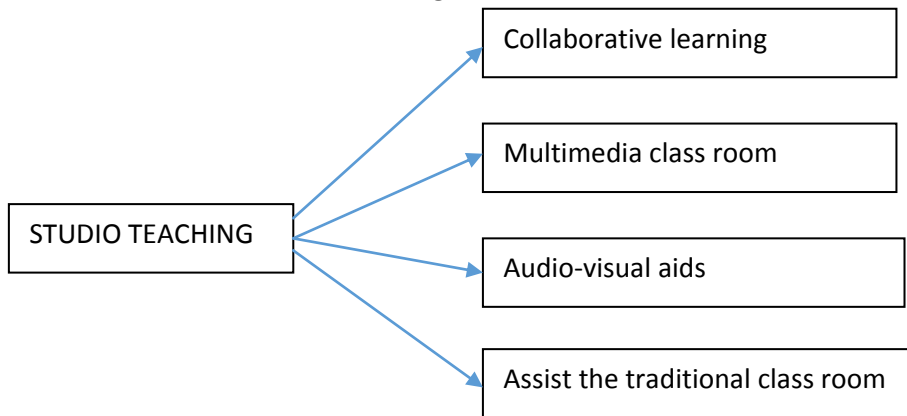 Collaborative learning
Multimedia class room
STUDIO TEACHING
Audio-visual aids
Assist the traditional class room